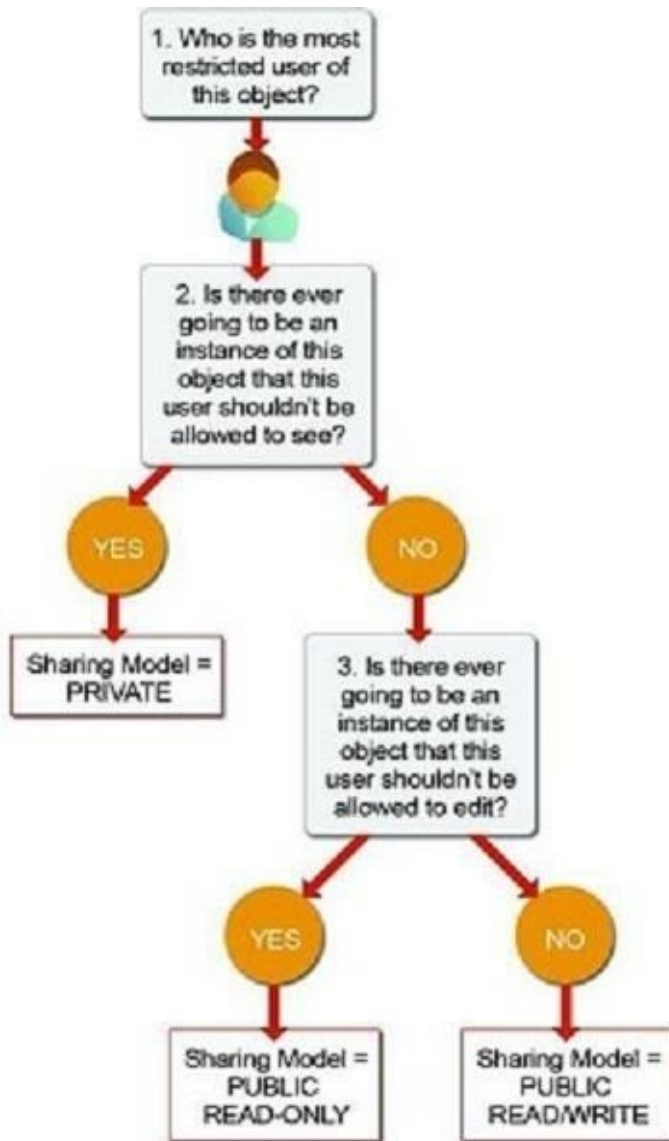 1. Who is the most
restricted user of
this object?
2. Is there ever
going to be an
instance of this
object that this
user shouldn't be
allowed to see?
YES
NO
Sharing Model =
PRIVATE
3. Is there ever
going to be an
instance of this
object that this
user shouldn't be
allowed to edit?
YES
NO
Sharing Model =
PUBLIC
READ-ONLY
Sharing Model =
PUBLIC
READ/WRITE